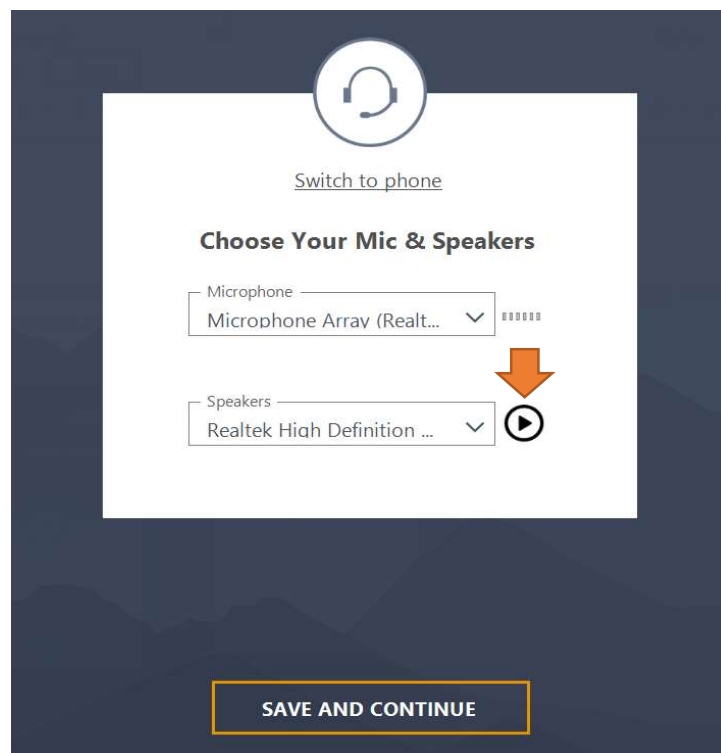 Switch to phone
Choose Your Mic & Speakers
Microphone
Microphone Array (Realt...
Speakers
Realtek High Definition ...
SAVE AND CONTINUE